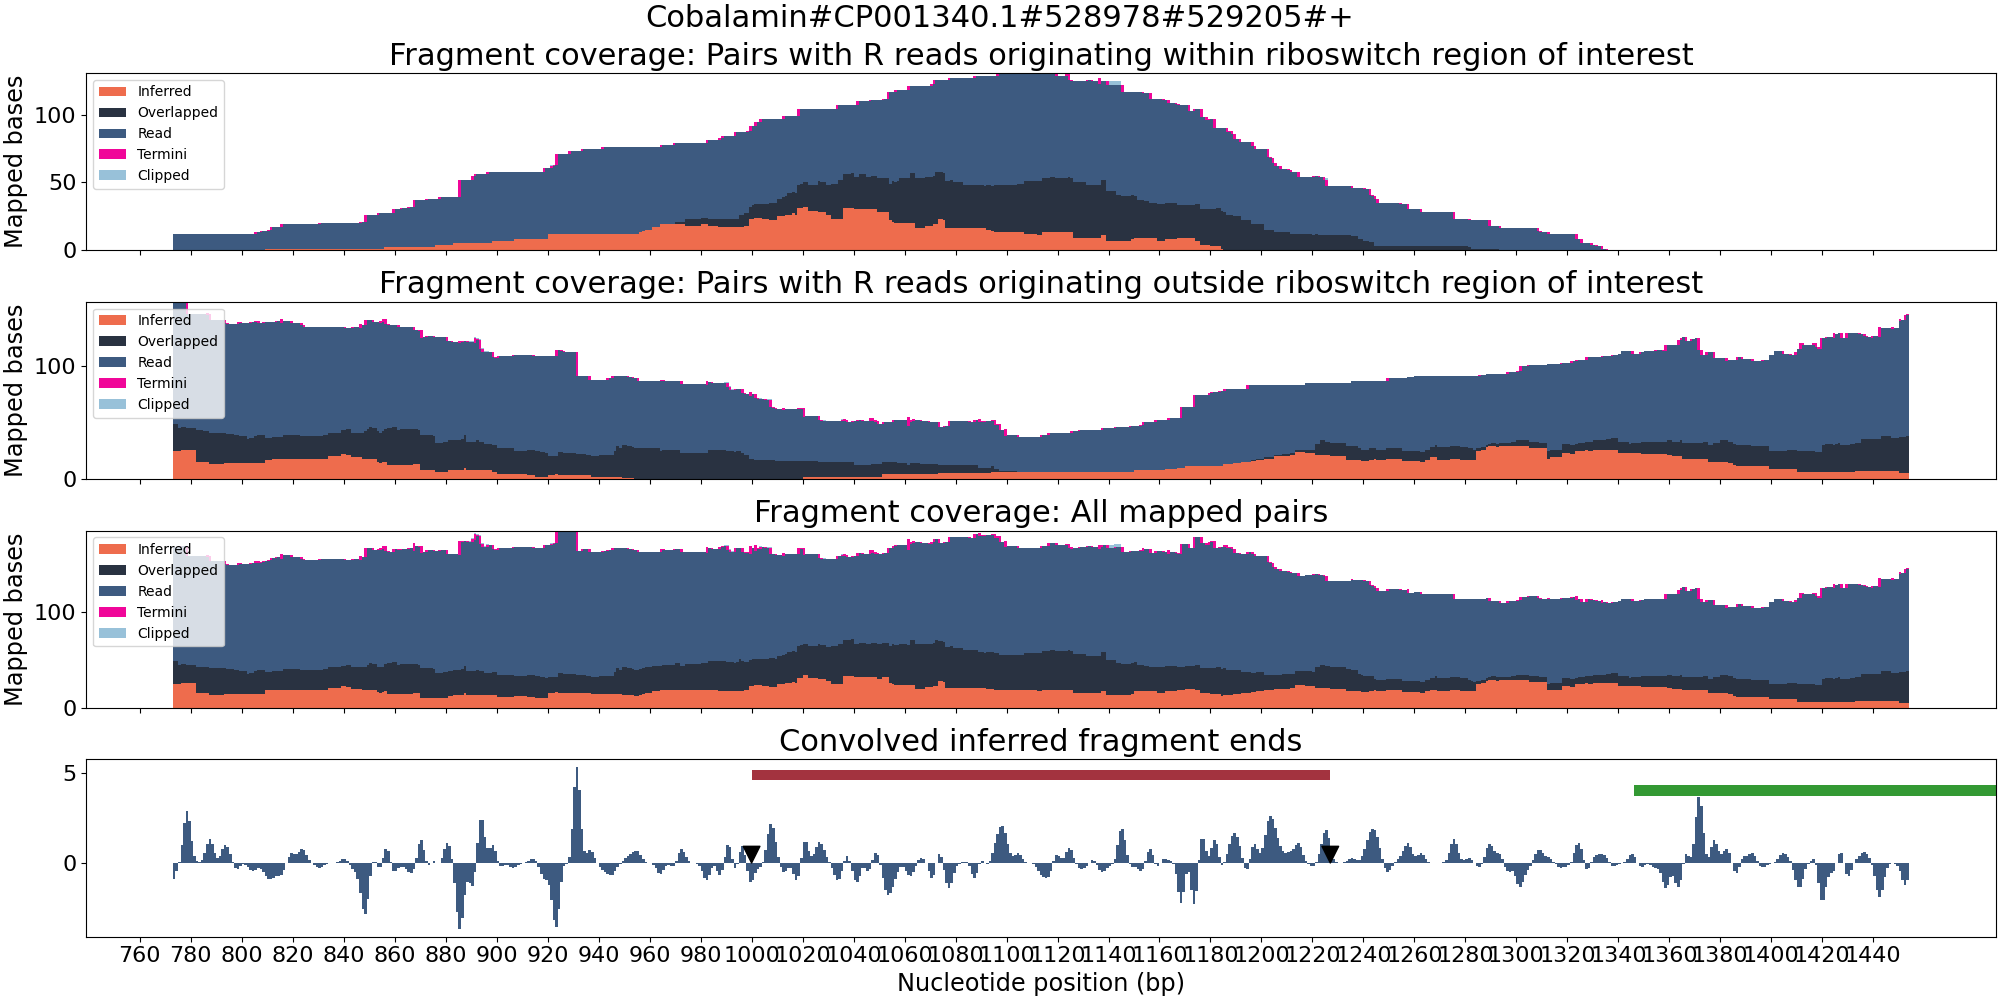 Cobalamin#CP001340.1#528978#529205#+
Fragment coverage: Pairs with R reads originating within riboswitch region of interest
Mapped bases
100
50
0
Inferred
Overlapped
Read
Termini
Clipped
Fragment coverage: Pairs with R reads originating outside riboswitch region of interest
Mapped bases
100
0
Inferred
Overlapped
Read
Termini
Clipped
Fragment coverage: All mapped pairs
Mapped bases
100
0
Inferred
Overlapped
Read
Termini
Clipped
Convolved inferred fragment ends
5
0
760 780 800 820 840 860 880 900 920 940 960 980 1000 1020 1040 1060 1080 1100 1120 1140 1160 1180 1200 1220 1240 1260 1280 1300 1320 1340 1360 1380 1400 1420 1440
Nucleotide position (bp)